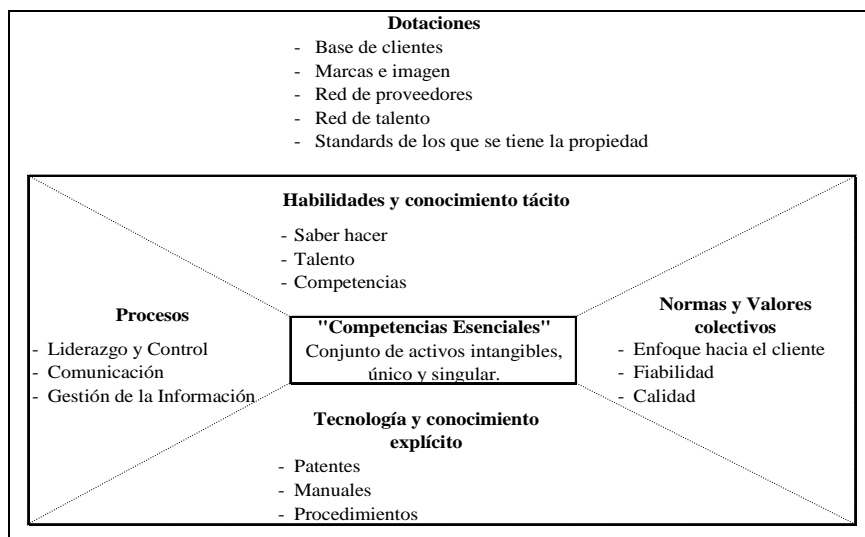 Dotaciones
- Base de clientes
- Marcas e imagen
- Red de proveedores
- Red de talento
- Standards de los que se tiene la propiedad
Habilidades y conocimiento tácito
- Saber hacer
- Talento
- Competencias
Procesos
- Liderazgo y Control
- Comunicación
- Gestión de la Información
"Competencias Esenciales"
Conjunto de activos intangibles,
único y singular.
Normas y Valores
colectivos
- Enfoque hacia el cliente
- Fiabilidad
- Calidad
Tecnología y conocimiento
explícito
- Patentes
- Manuales
- Procedimientos